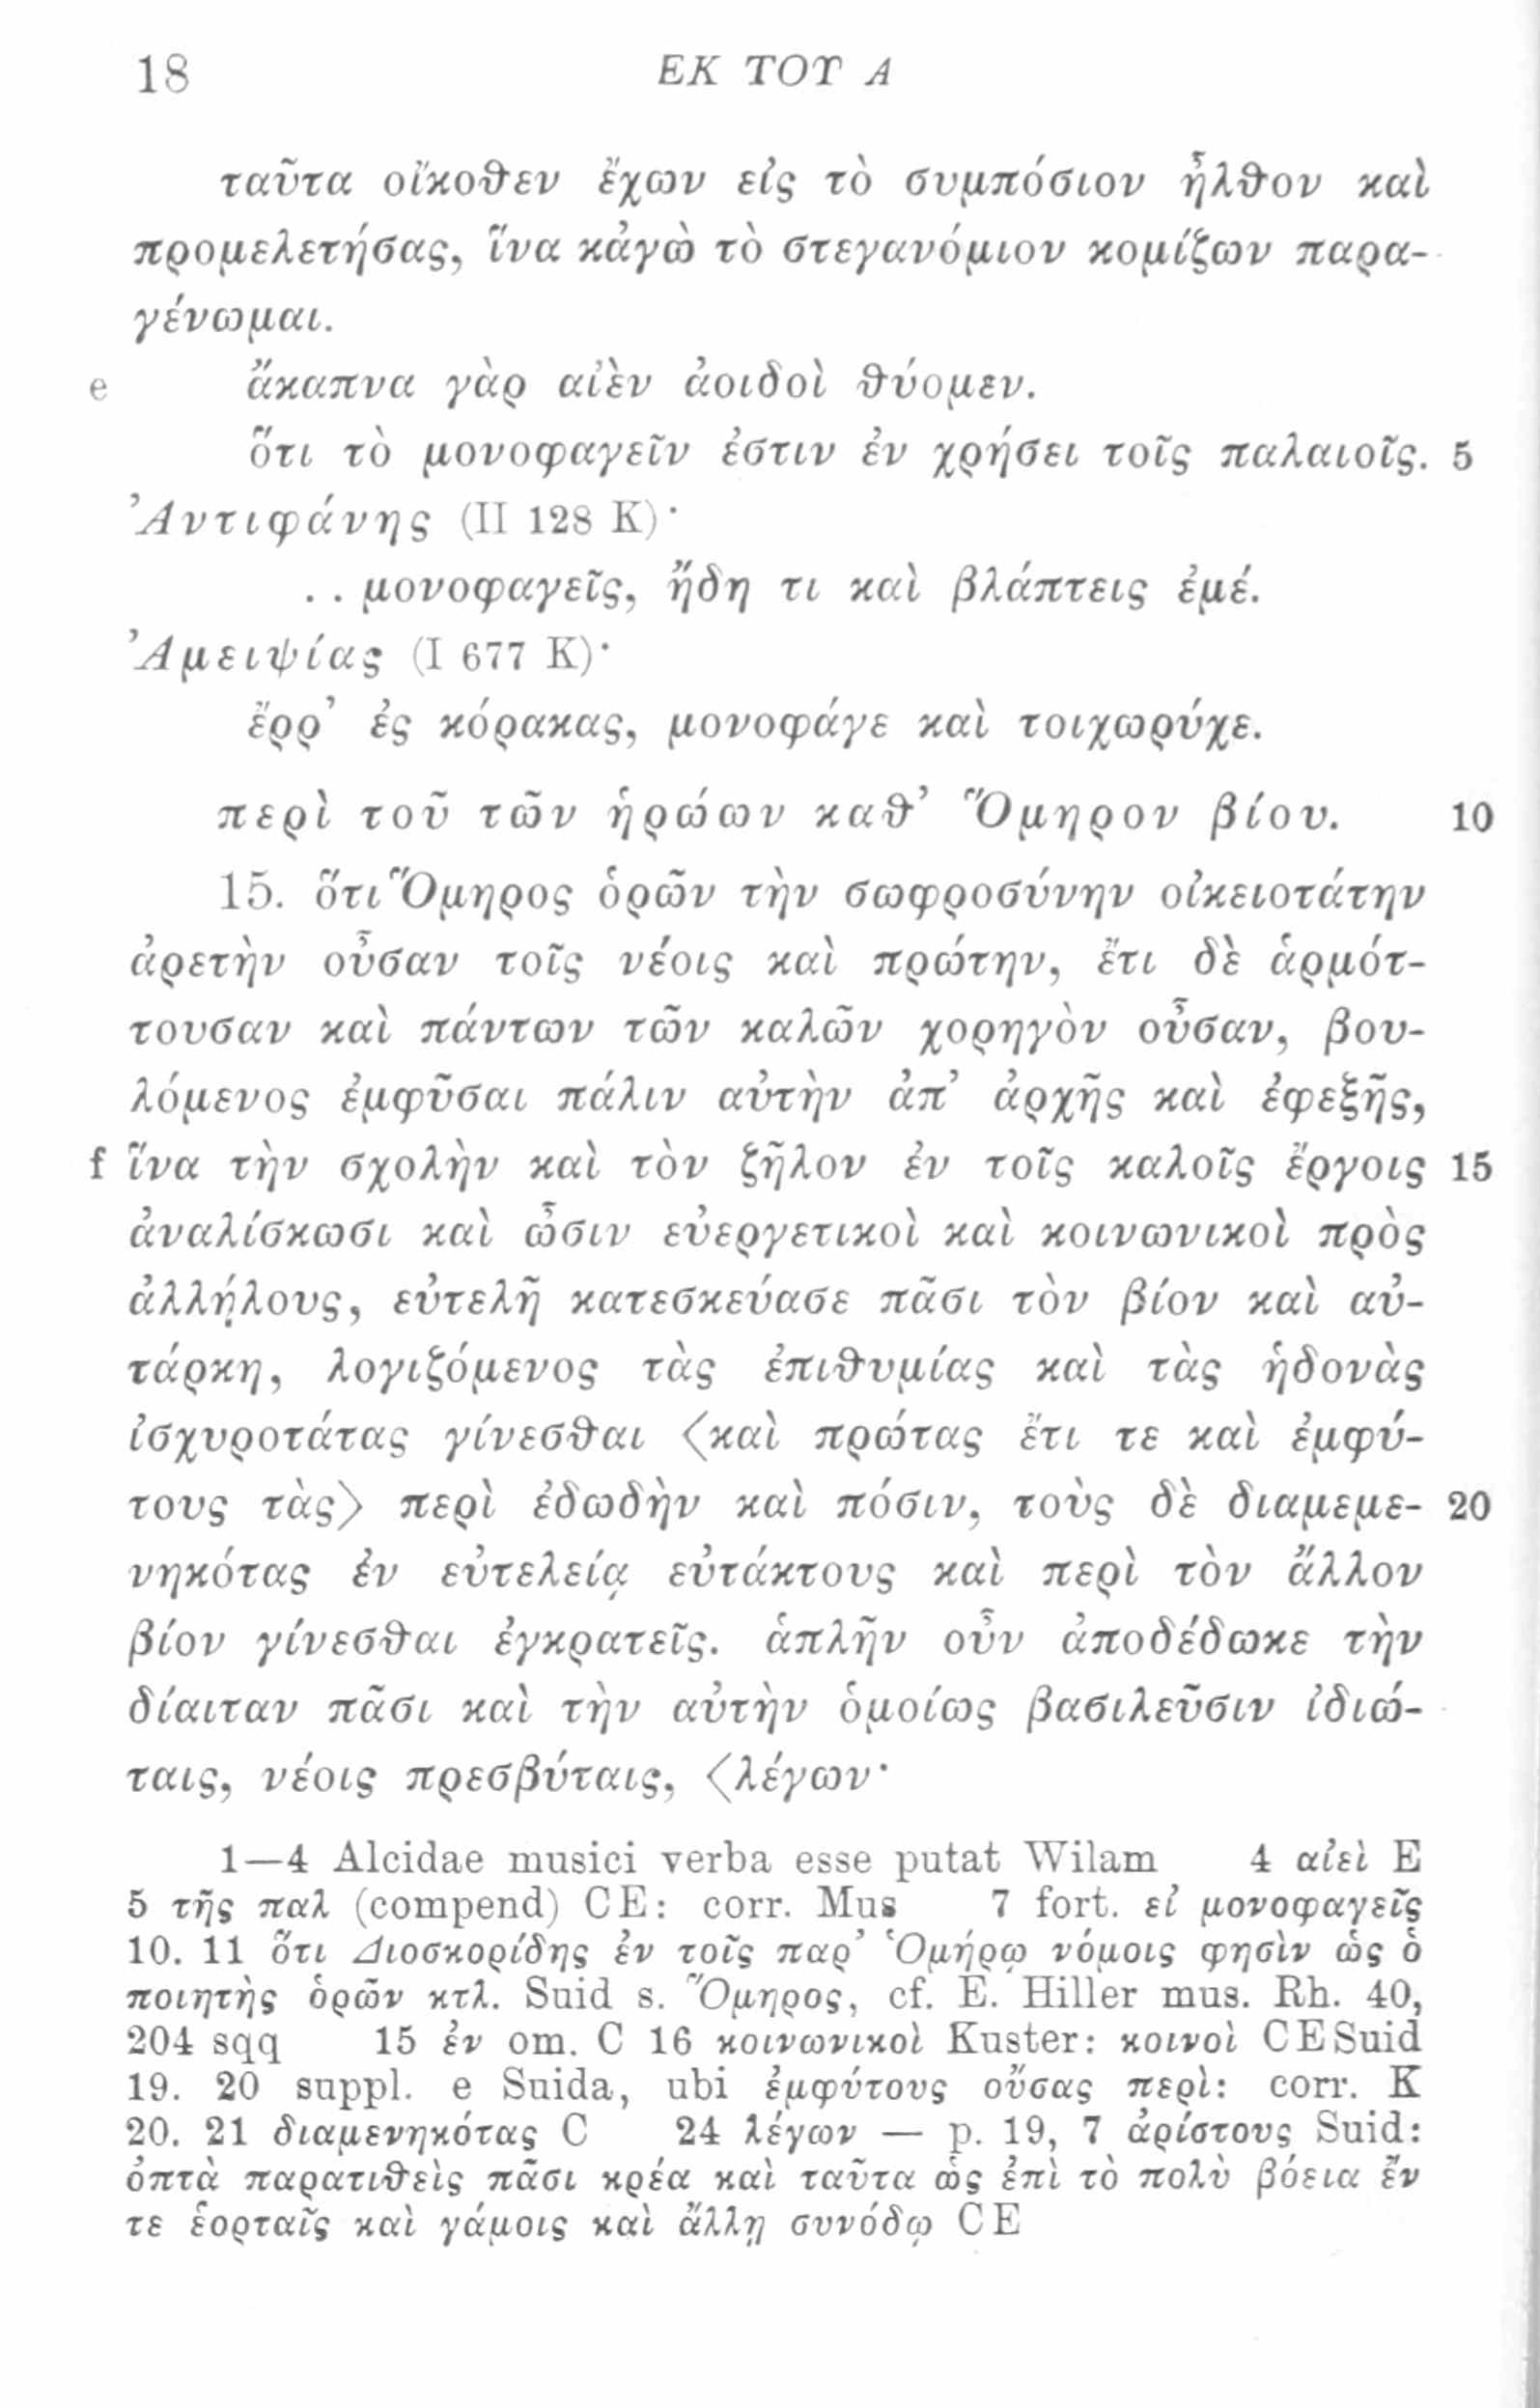 18 ΕΚ ΤΟΥ Α
ταῦτα οἴκοθεν ἔχων εἰς τὸ συμπόσιον ἦλθον καὶ
προμελετήσας, ἵνα κἀγὼ τὸ στεγανόμιον κομίζων παρα-
γένωμαι.
e ἄκαπνα γὰρ αἰὲν ἀοιδοὶ θύομεν.
ὅτι τὸ μονοφαγεῖν ἐστιν ἐν χρήσει τοῖς παλαιοῖς. 5
Ἀντιφάνης (II 128 K)·
. . μονοφαγεῖς, ἤδη τι καὶ βλάπτεις ἐμέ.
Ἀμειψίας (I 677 K)·
ἔρρ’ ἐς κόρακας, μονοφάγε καὶ τοιχωρύχε.
περὶ τοῦ τῶν ἡρώων καθ’ Ὅμηρον βίου. 10
15. ὅτι Ὅμηρος ὁρῶν τὴν σωφροσύνην οἰκειοτάτην
ἀρετὴν οὖσαν τοῖς νέοις καὶ πρώτην, ἔτι δὲ ἁρμότ-
τουσαν καὶ πάντων τῶν καλῶν χορηγὸν οὖσαν, βου-
λόμενος ἐμφῦσαι πάλιν αὐτὴν ἀπ’ ἀρχῆς καὶ ἐφεξῆς,
f ἵνα τὴν σχολὴν καὶ τὸν ζῆλον ἐν τοῖς καλοῖς ἔργοις 15
ἀναλίσκωσι καὶ ὦσιν εὐεργετικοὶ καὶ κοινωνικοὶ πρὸς
ἀλλήλους, εὐτελῆ κατεσκεύασε πᾶσι τὸν βίον καὶ αὐ-
τάρκη, λογιζόμενος τὰς ἐπιθυμίας καὶ τὰς ἡδονὰς
ἰσχυροτάτας γίνεσθαι 〈καὶ πρώτας ἔτι τε καὶ ἐμφύ-
τους τὰς〉 περὶ ἐδωδὴν καὶ πόσιν, τοὺς δὲ διαμεμε- 20
νηκότας ἐν εὐτελείᾳ εὐτάκτους καὶ περὶ τὸν ἄλλον
βίον γίνεσθαι ἐγκρατεῖς. ἁπλῆν οὖν ἀποδέδωκε τὴν
δίαιταν πᾶσι καὶ τὴν αὐτὴν ὁμοίως βασιλεῦσιν ἰδιώ-
ταις, νέοις πρεσβύταις, 〈λέγων·
1—4 Alcidae musici verba esse putat Wilam 4 αἰεὶ E
5 τῆς παλ (compend) CE: corr. Mus 7 fort. εἰ μονοφαγεῖς
10. 11 ὅτι Διοσκορίδης ἐν τοῖς παρ’ Ὁμήρῳ νόμοις φησὶν ὡς ὁ
ποιητὴς ὁρῶν κτλ. Suid s. Ὅμηρος, cf. E. Hiller mus. Rh. 40,
204 sqq 15 ἐν om. C 16 κοινωνικοὶ Kuster: κοινοὶ CESuid
19. 20 suppl. e Suida, ubi ἐμφύτους οὔσας περὶ: corr. K
20. 21 διαμενηκότας C 24 λέγων — p. 19, 7 ἀρίστους Suid:
ὀπτὰ παρατιθεὶς πᾶσι κρέα καὶ ταῦτα ὡς ἐπὶ τὸ πολὺ βόεια ἔν
τε ἑορταῖς καὶ γάμοις καὶ ἄλλῃ συνόδῳ CE